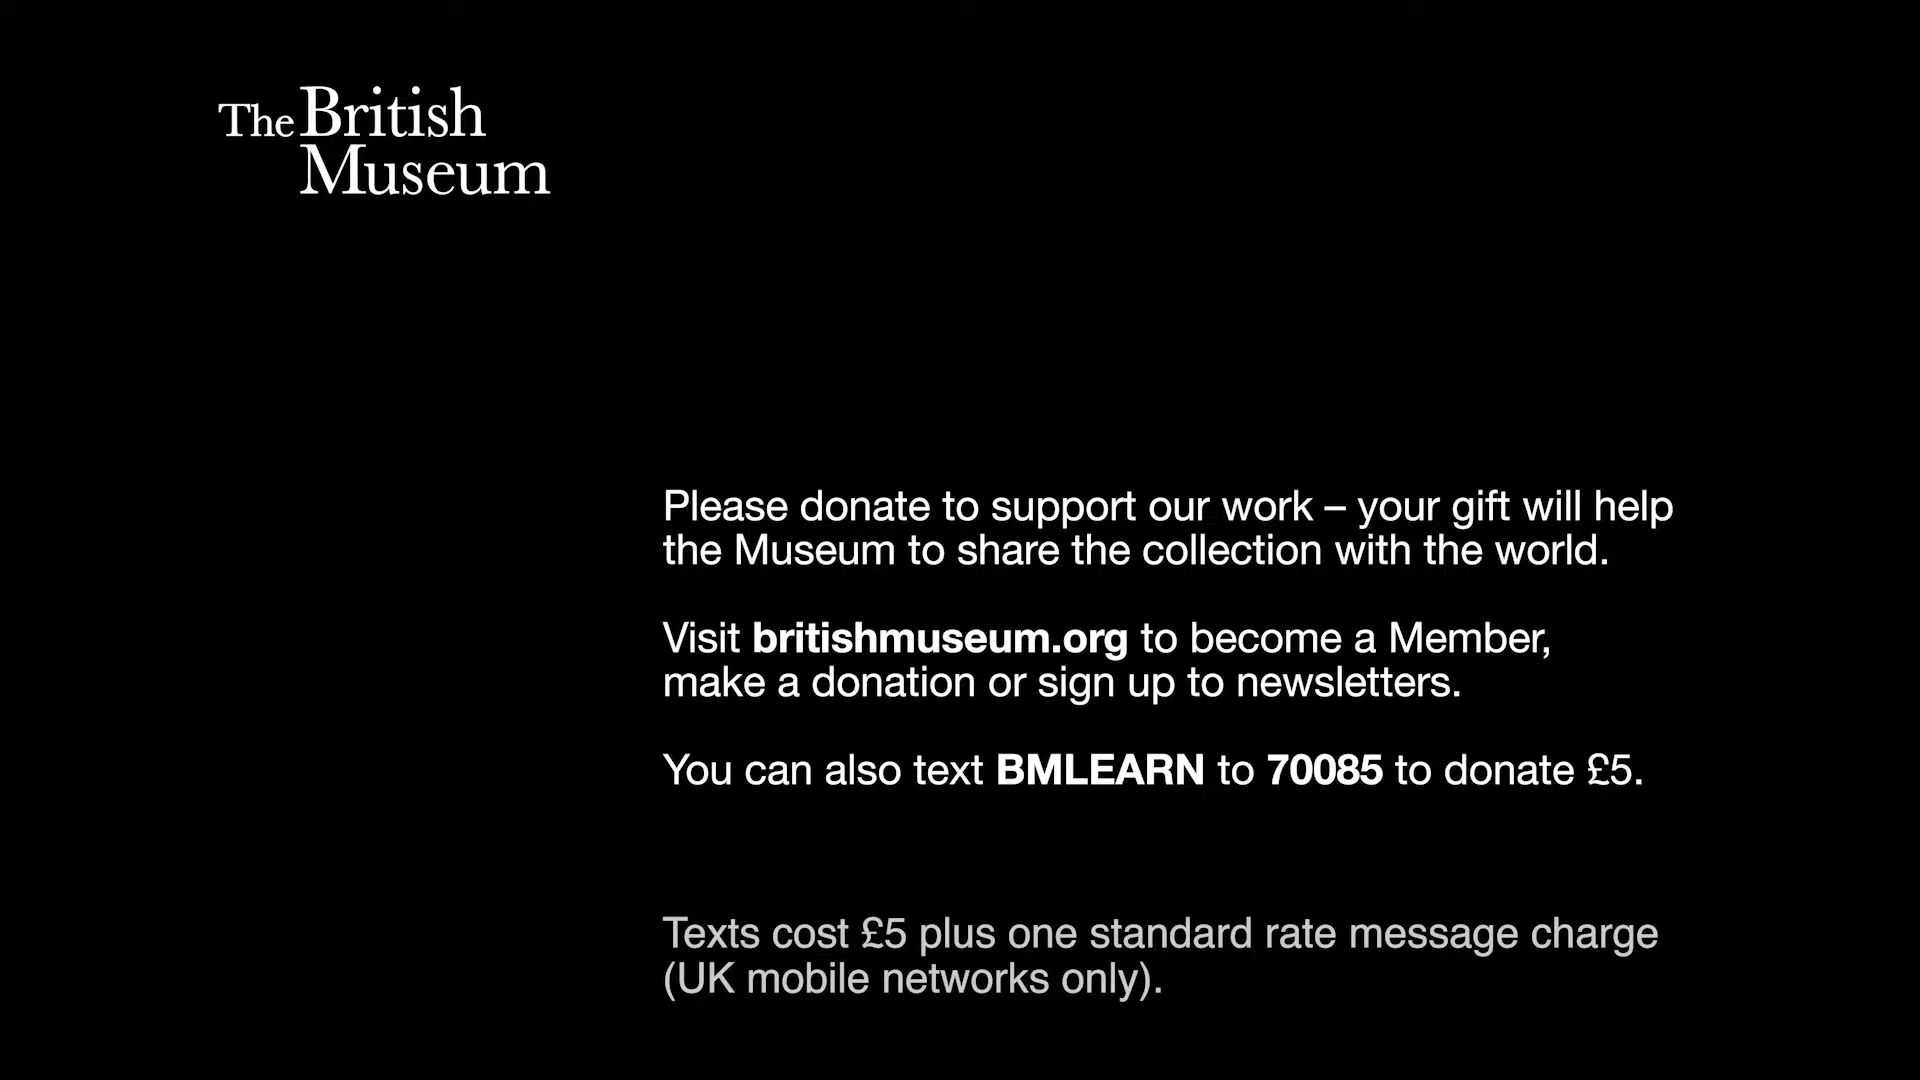 The British
Museum
Please donate to support our work – your gift will help
the Museum to share the collection with the world.
Visit britishmuseum.org to become a Member,
make a donation or sign up to newsletters.
You can also text BMLEARN to 70085 to donate £5.
Texts cost £5 plus one standard rate message charge
(UK mobile networks only).